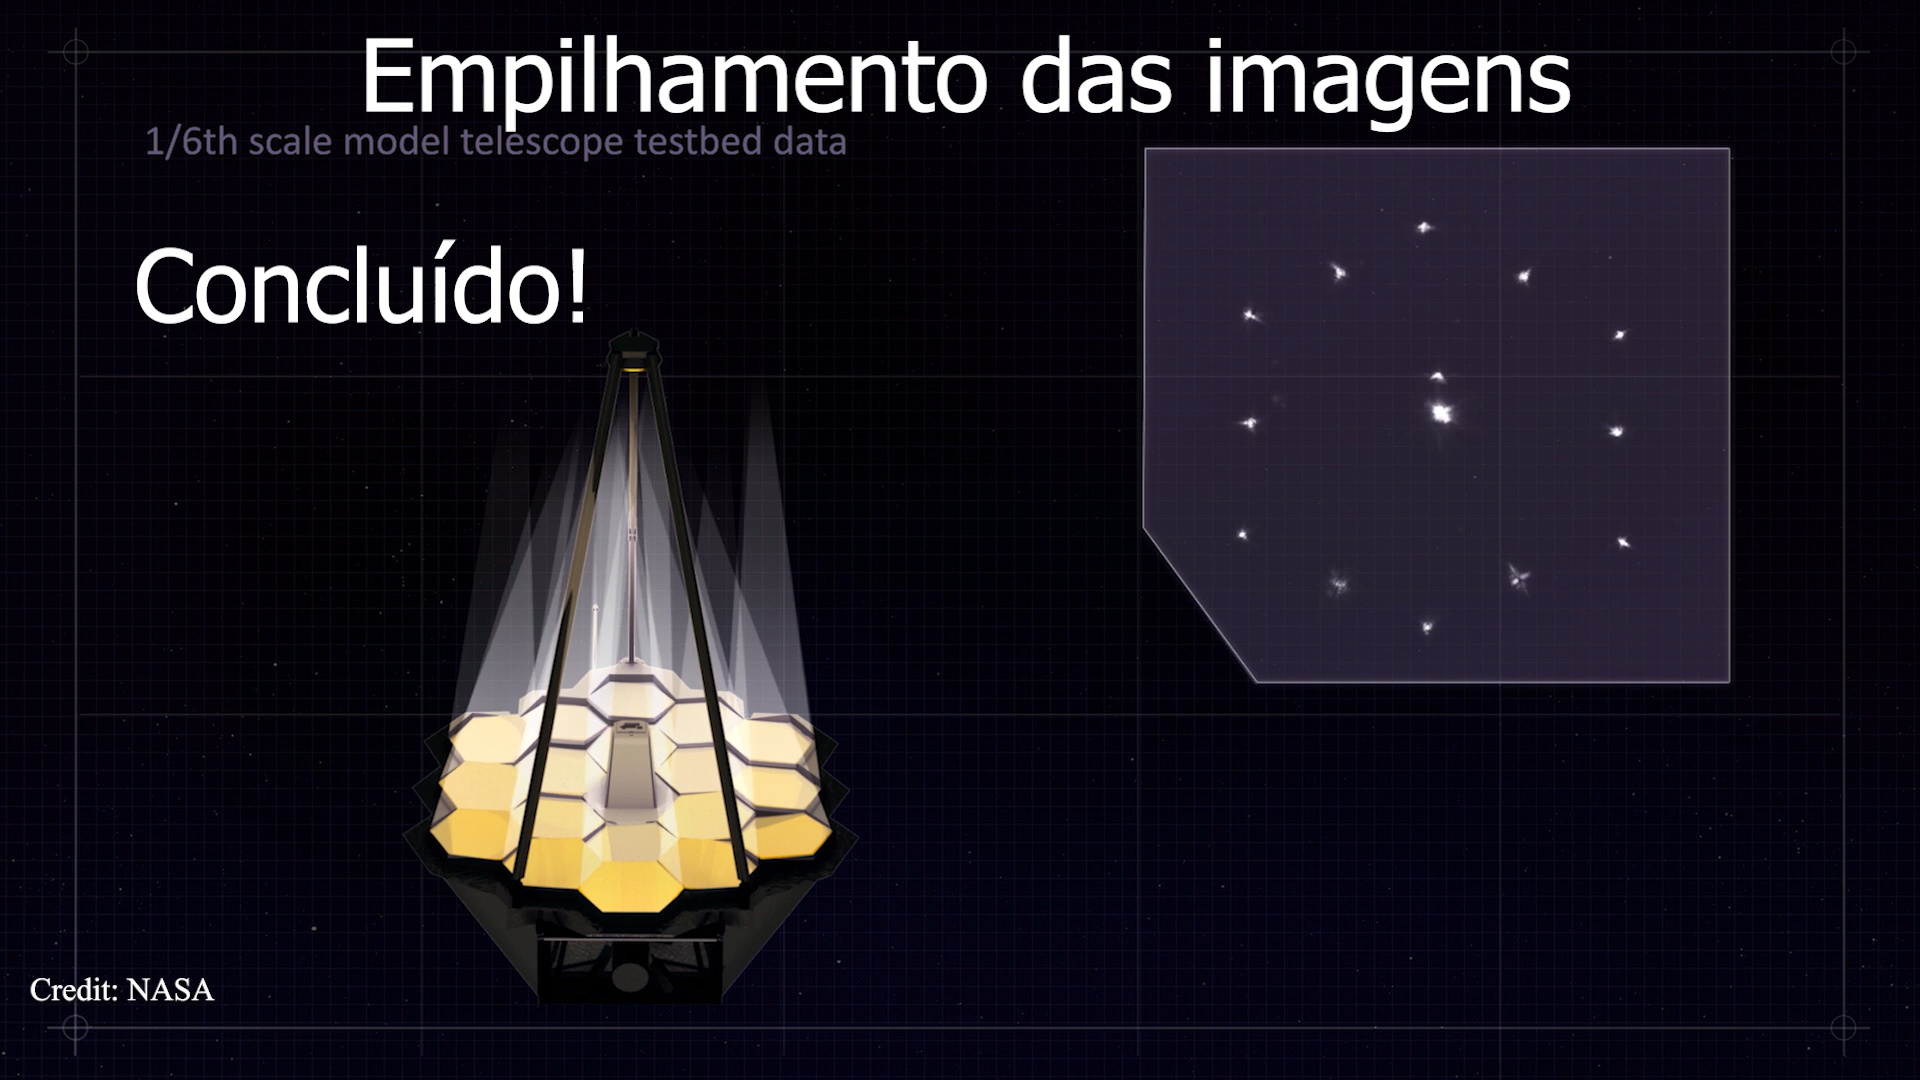 Empilhamento das imagens
1/6th scale model telescope testbed data
Concluído!
Credit: NASA